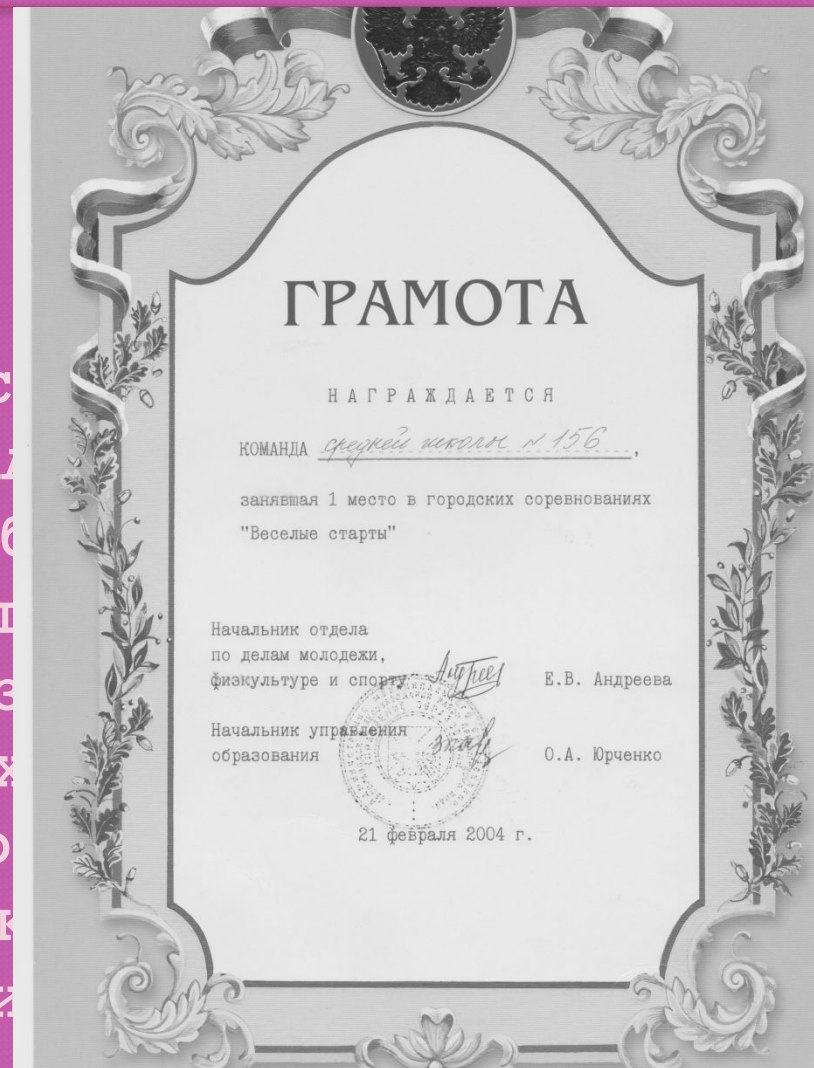 ГРАМОТА
НАГРАЖДАЕТСЯ
КОМАНДА средней школы N 156,
занявшая 1 место в городских соревнованиях
"Веселые старты"
Начальник отдела
по делам молодежи,
физкультуре и спорту Е.В. Андреева
Начальник управления
образования О.А. Юрченко
21 февраля 2004 г.